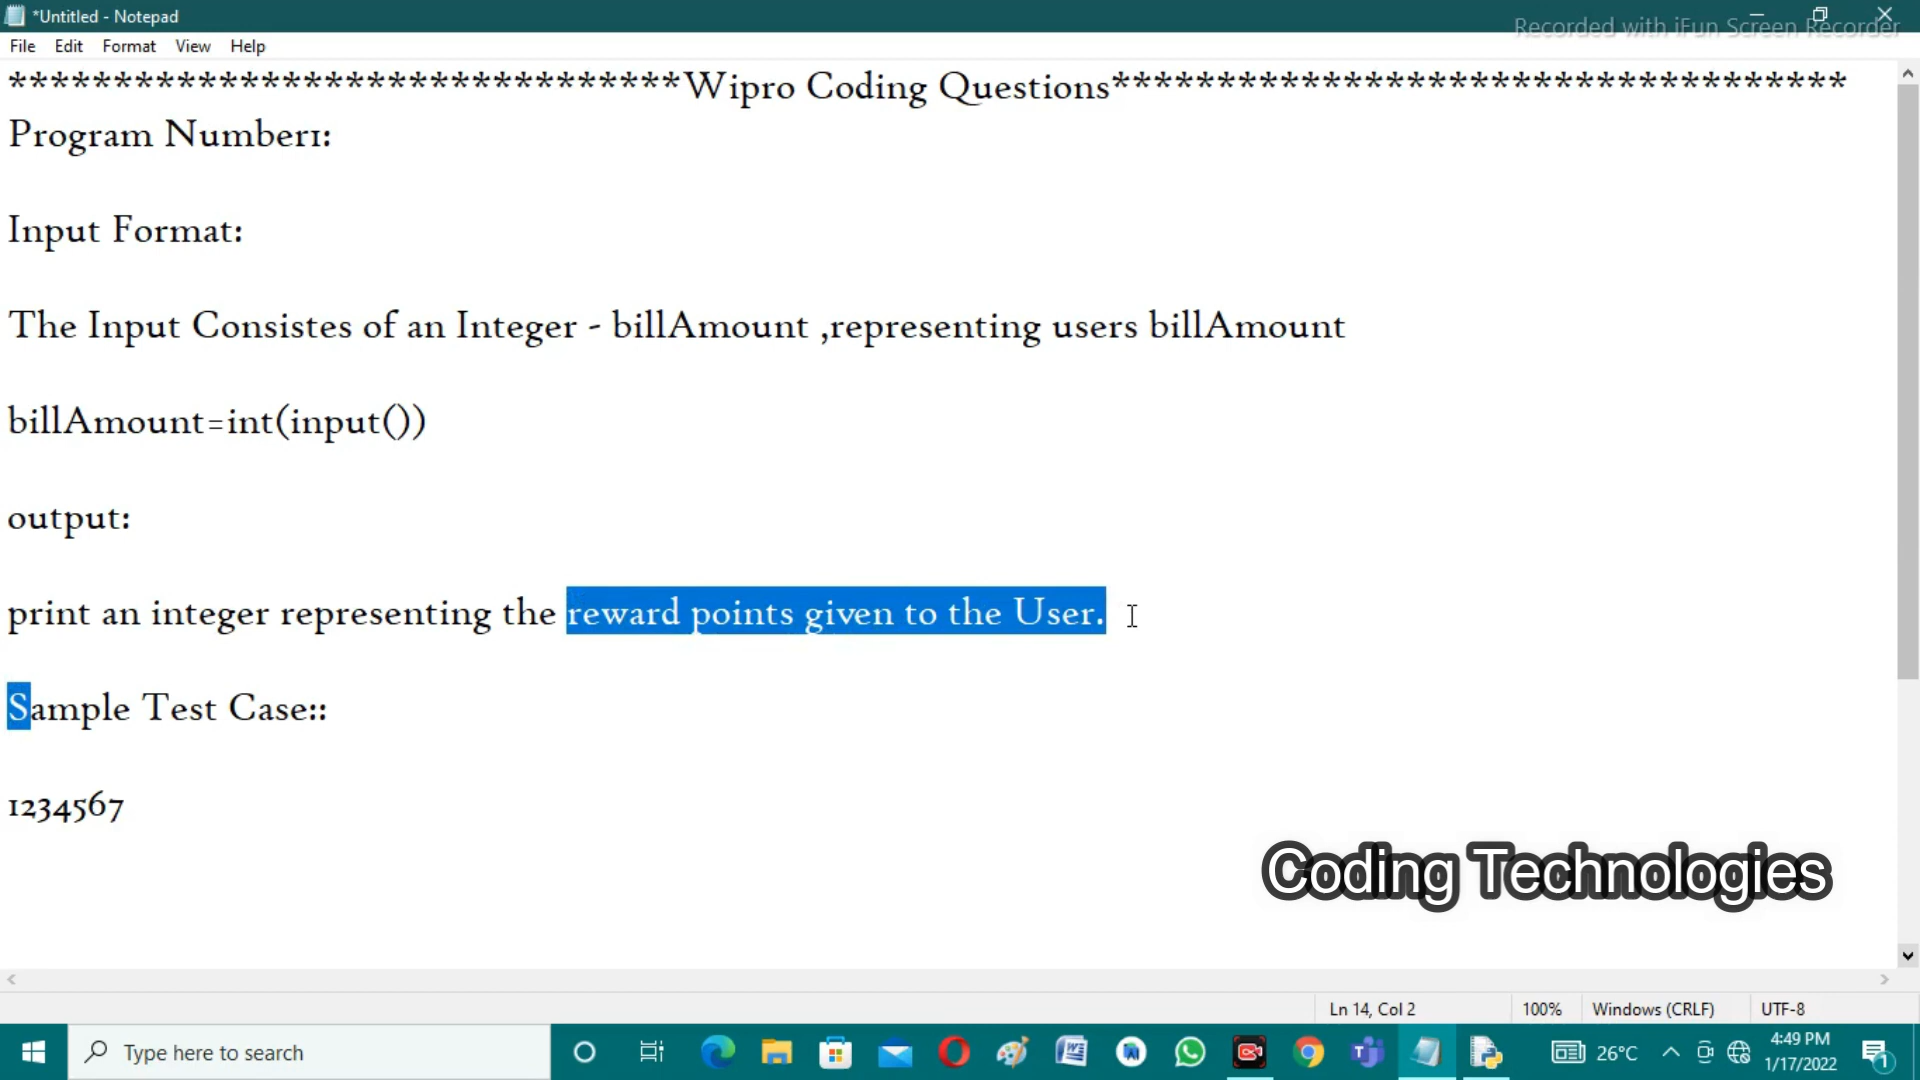 *Untitled - Notepad
Recorded with iFun Screen Recorder
File Edit Format View Help
********************************Wipro Coding Questions***********************************
Program Number1:
Input Format:
The Input Consistes of an Integer - billAmount ,representing users billAmount
billAmount=int(input())
output:
print an integer representing the reward points given to the User.
Sample Test Case::
1234567
Coding Technologies
Ln 14, Col 2 100% Windows (CRLF) UTF-8
Type here to search
26°C
4:49 PM
1/17/2022
1